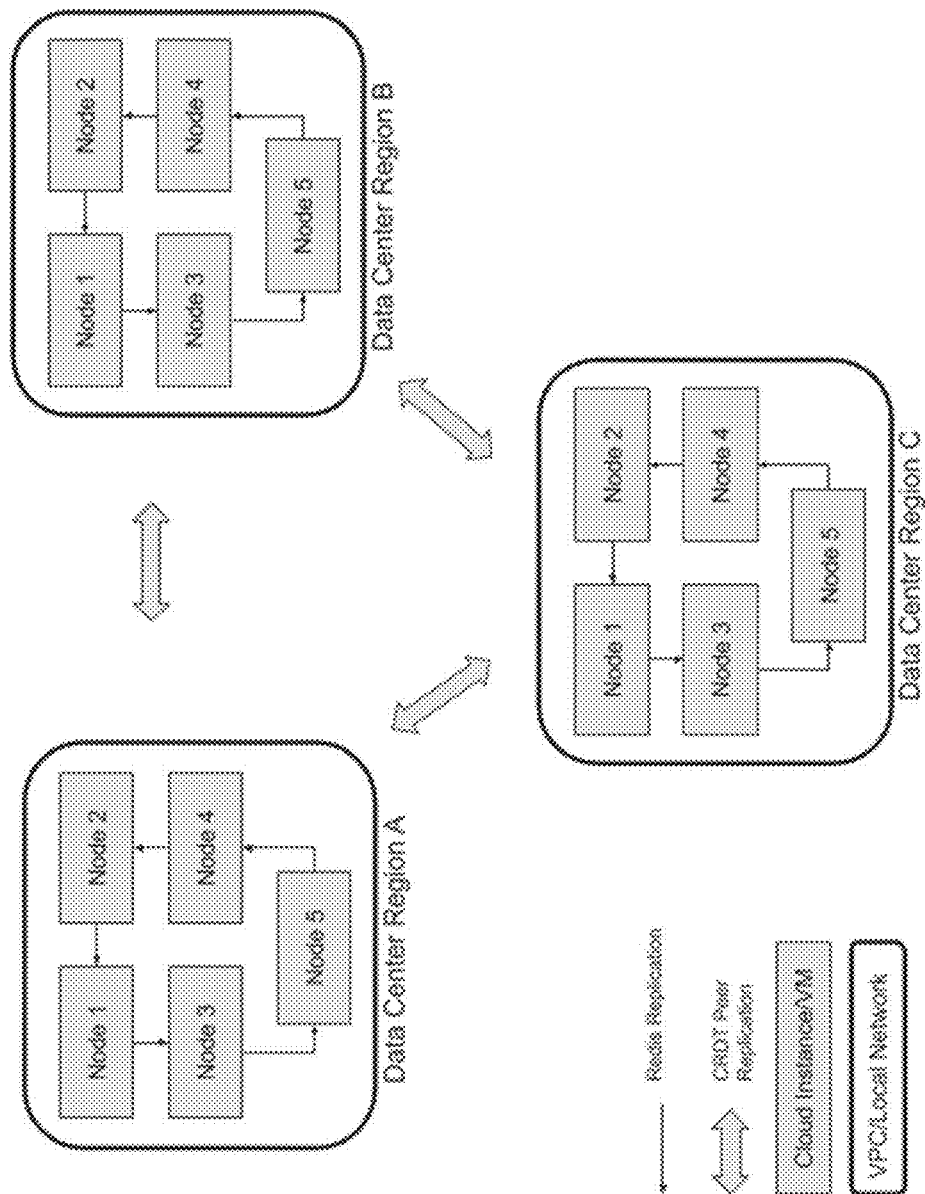 Node 1
Node 2
Node 3
Node 4
Node 5
Data Center Region A
Node 1
Node 2
Node 3
Node 4
Node 5
Data Center Region B
Node 1
Node 2
Node 3
Node 4
Node 5
Data Center Region C
Redis Replication
CRDT Peer
Replication
Cloud Instance/VM
VPC/Local Network